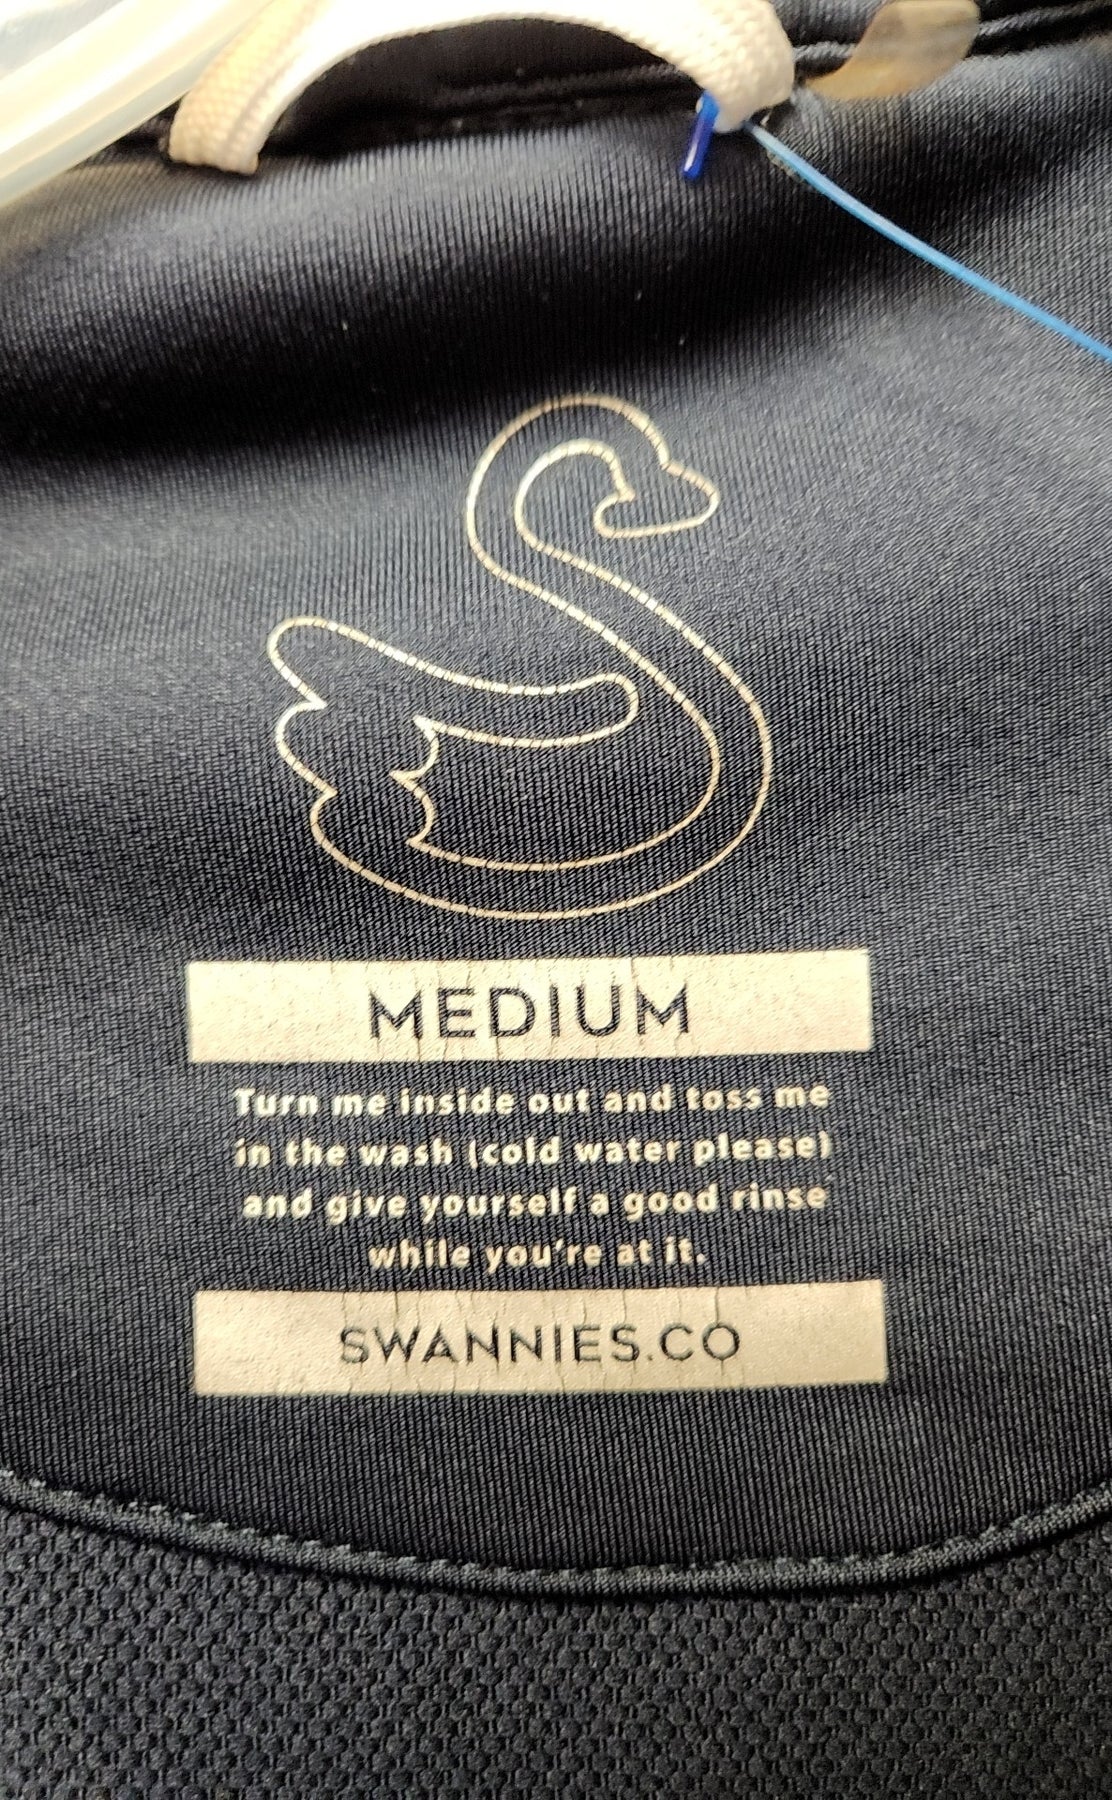 MEDIUM
Turn me inside out and toss me
in the wash (cold water please)
and give yourself a good rinse
while you're at it.
SWANNIES.CO